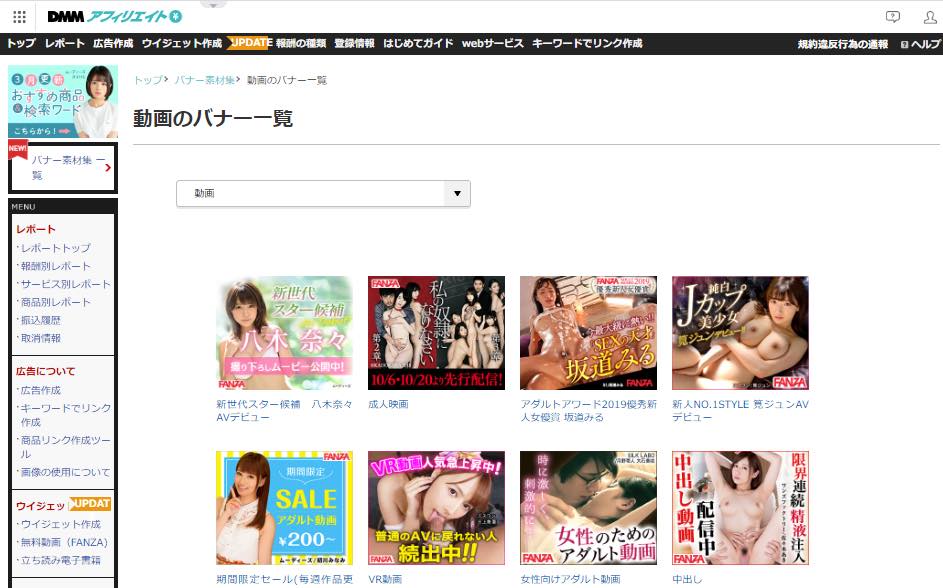 DMM アフィリエイト
トップ レポート 広告作成 ウイジェット作成 UPDATE 報酬の種類 登録情報 はじめてガイド webサービス キーワードでリンク作成 規約違反行為の通報 ヘルプ
3月更新
おすすめ商品
&検索ワード
こちらから!
NEW!
バナー素材集 一
覧
MENU
レポート
レポートトップ
報酬別レポート
サービス別レポート
商品別レポート
振込履歴
取消情報
広告について
広告作成
キーワードでリンク
作成
商品リンク作成ツー
ル
画像の使用について
ウイジェッ UPDAT
ウイジェット作成
無料動画(FANZA)
立ち読み電子書籍
トップ> バナー素材集> 動画のバナー一覧
動画のバナー一覧
動画
新世代
スター候補
八木奈々
撮り下ろしムービー公開中!
FANZA
新世代スター候補 八木奈々
AVデビュー
FANZA
私の奴隷に
なりなさい
第2章
第3章
10/6・10/20より先行配信!
成人映画
FANZA
優秀新人女優賞
今最大級に熱い!!
SEXの天才
坂道みる
FANZA
アダルトアワード2019優秀新
人女優賞 坂道みる
純白
Jカップ
美少女
筧ジュンデビュー!!
FANZA
新人NO.1STYLE 筧ジュンAV
デビュー
FANZA
期間限定
SALE
アダルト動画
¥200~
期間限定セール(毎週作品更
VR動画人気急上昇中!
普通のAVに戻れない人
続出中!!
FANZA
VR動画
SILK LABO
時に激しく、
刺激的に
女性のための
アダルト動画
FANZA
女性向けアダルト動画
中出し動画
配信中
限界連続精液注入
FANZA
中出し